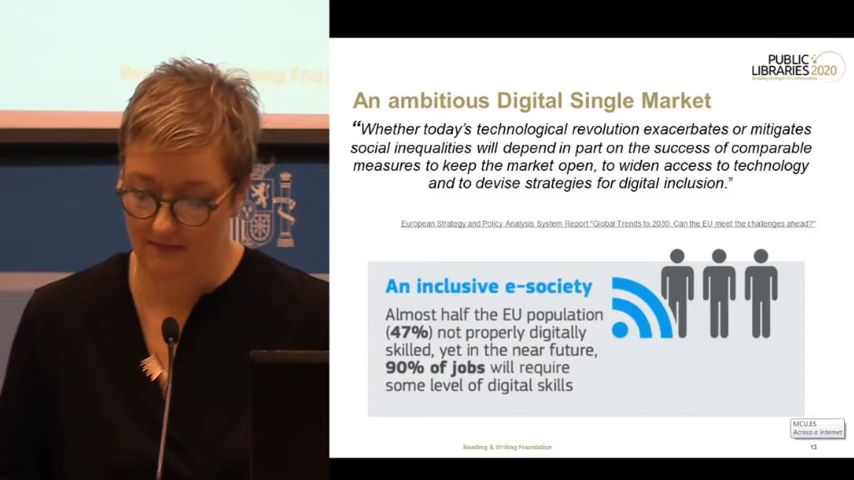 PUBLIC
LIBRARIES 2020
An ambitious Digital Single Market
“Whether today's technological revolution exacerbates or mitigates
social inequalities will depend in part on the success of comparable
measures to keep the market open, to widen access to technology
and to devise strategies for digital inclusion.”
European Strategy and Policy Analysis System Report "Global Trends to 2030: Can the EU meet the challenges ahead?"
An inclusive e-society
Almost half the EU population
(47%) not properly digitally
skilled, yet in the near future,
90% of jobs will require
some level of digital skills
MCU.ES
Acceso a internet
Reading & Writing Foundation
13